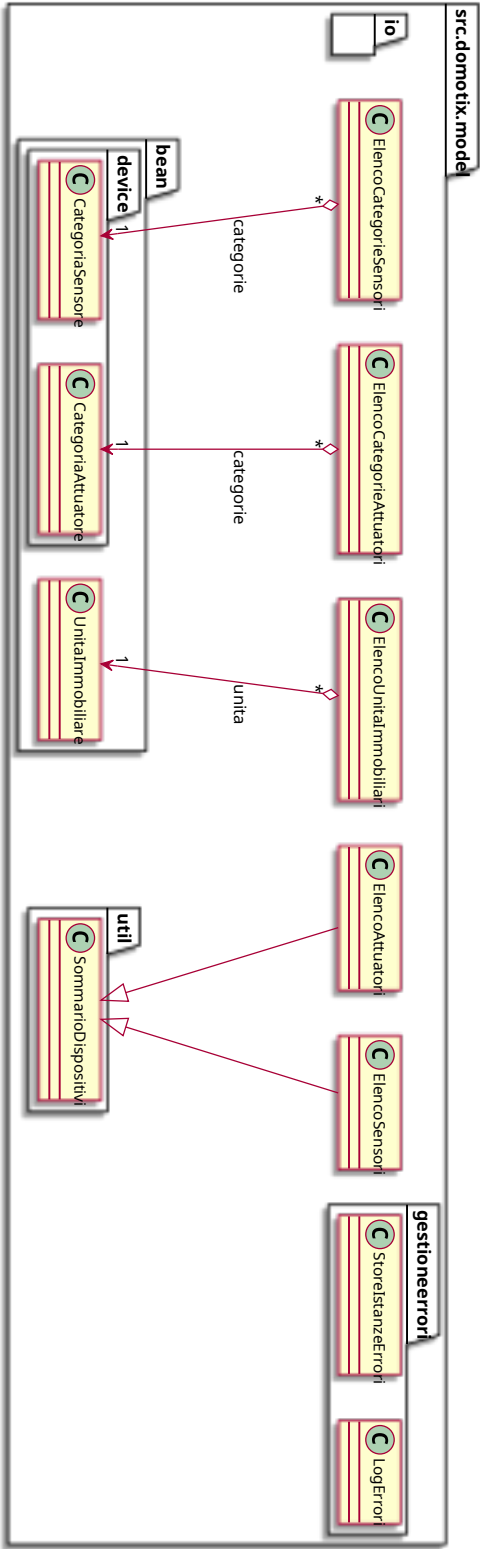 src.domotix.model
io
gestioneerrori
C ElencoCategorieSensori
C ElencoCategorieAttuatori
C ElencoUnitaImmobiliari
C ElencoAttuatori
C ElencoSensori
C StoreIstanzeErrori
C LogErrori
*
*
*
categorie
categorie
unita
bean
device
util
1
1
1
C CategoriaSensore
C CategoriaAttuatore
C UnitaImmobiliare
C SommarioDispositivi